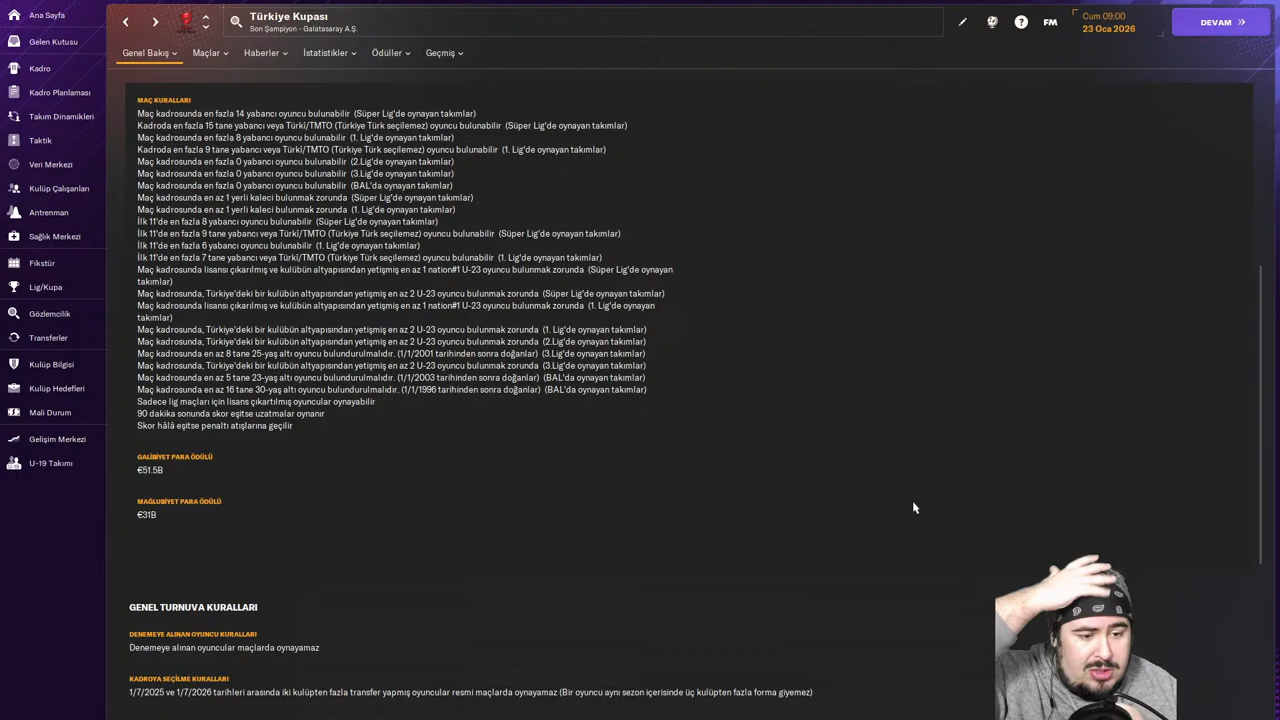 Ana Sayfa
Gelen Kutusu
Kadro
Kadro Planlaması
Takım Dinamikleri
Taktik
Veri Merkezi
Kulüp Çalışanları
Antrenman
Sağlık Merkezi
Fikstür
Lig/Kupa
Gözlemcilik
Transferler
Kulüp Bilgisi
Kulüp Hedefleri
Mali Durum
Gelişim Merkezi
U-19 Takımı
Türkiye Kupası
Son Şampiyon - Galatasaray A.Ş.
FM
Cum 09:00
23 Oca 2026
DEVAM
Genel Bakış
Maçlar
Haberler
İstatistikler
Ödüller
Geçmiş
MAÇ KURALLARI
Maç kadrosunda en fazla 14 yabancı oyuncu bulunabilir (Süper Lig'de oynayan takımlar)
Kadroda en fazla 15 tane yabancı veya Türkî/TMTO (Türkiye Türk seçilemez) oyuncu bulunabilir (Süper Lig'de oynayan takımlar)
Maç kadrosunda en fazla 8 yabancı oyuncu bulunabilir (1. Lig'de oynayan takımlar)
Kadroda en fazla 9 tane yabancı veya Türkî/TMTO (Türkiye Türk seçilemez) oyuncu bulunabilir (1. Lig'de oynayan takımlar)
Maç kadrosunda en fazla 0 yabancı oyuncu bulunabilir (2.Lig'de oynayan takımlar)
Maç kadrosunda en fazla 0 yabancı oyuncu bulunabilir (3.Lig'de oynayan takımlar)
Maç kadrosunda en fazla 0 yabancı oyuncu bulunabilir (BAL'da oynayan takımlar)
Maç kadrosunda en az 1 yerli kaleci bulunmak zorunda (Süper Lig'de oynayan takımlar)
Maç kadrosunda en az 1 yerli kaleci bulunmak zorunda (1. Lig'de oynayan takımlar)
İlk 11'de en fazla 8 yabancı oyuncu bulunabilir (Süper Lig'de oynayan takımlar)
İlk 11'de en fazla 9 tane yabancı veya Türkî/TMTO (Türkiye Türk seçilemez) oyuncu bulunabilir (Süper Lig'de oynayan takımlar)
İlk 11'de en fazla 6 yabancı oyuncu bulunabilir (1. Lig'de oynayan takımlar)
İlk 11'de en fazla 7 tane yabancı veya Türkî/TMTO (Türkiye Türk seçilemez) oyuncu bulunabilir (1. Lig'de oynayan takımlar)
Maç kadrosunda lisansı çıkarılmış ve kulübün altyapısından yetişmiş en az 1 nation#1 U-23 oyuncu bulunmak zorunda (Süper Lig'de oynayan
takımlar)
Maç kadrosunda, Türkiye'deki bir kulübün altyapısından yetişmiş en az 2 U-23 oyuncu bulunmak zorunda (Süper Lig'de oynayan takımlar)
Maç kadrosunda lisansı çıkarılmış ve kulübün altyapısından yetişmiş en az 1 nation#1 U-23 oyuncu bulunmak zorunda (1. Lig'de oynayan
takımlar)
Maç kadrosunda, Türkiye'deki bir kulübün altyapısından yetişmiş en az 2 U-23 oyuncu bulunmak zorunda (1. Lig'de oynayan takımlar)
Maç kadrosunda, Türkiye'deki bir kulübün altyapısından yetişmiş en az 2 U-23 oyuncu bulunmak zorunda (2.Lig'de oynayan takımlar)
Maç kadrosunda en az 8 tane 25-yaş altı oyuncu bulundurulmalıdır. (1/1/2001 tarihinden sonra doğanlar) (3.Lig'de oynayan takımlar)
Maç kadrosunda, Türkiye'deki bir kulübün altyapısından yetişmiş en az 2 U-23 oyuncu bulunmak zorunda (3.Lig'de oynayan takımlar)
Maç kadrosunda en az 5 tane 23-yaş altı oyuncu bulundurulmalıdır. (1/1/2003 tarihinden sonra doğanlar) (BAL'da oynayan takımlar)
Maç kadrosunda en az 16 tane 30-yaş altı oyuncu bulundurulmalıdır. (1/1/1996 tarihinden sonra doğanlar) (BAL'da oynayan takımlar)
Sadece lig maçları için lisans çıkartılmış oyuncular oynayabilir
90 dakika sonunda skor eşitse uzatmalar oynanır
Skor hâlâ eşitse penaltı atışlarına geçilir
GALİBİYET PARA ÖDÜLÜ
€51.5B
MAĞLUBİYET PARA ÖDÜLÜ
€31B
GENEL TURNUVA KURALLARI
DENEMEYE ALINAN OYUNCU KURALLARI
Denemeye alınan oyuncular maçlarda oynayamaz
KADROYA SEÇİLME KURALLARI
1/7/2025 ve 1/7/2026 tarihleri arasında iki kulüpten fazla transfer yapmış oyuncular resmi maçlarda oynayamaz (Bir oyuncu aynı sezon içerisinde üç kulüpten fazla forma giyemez)